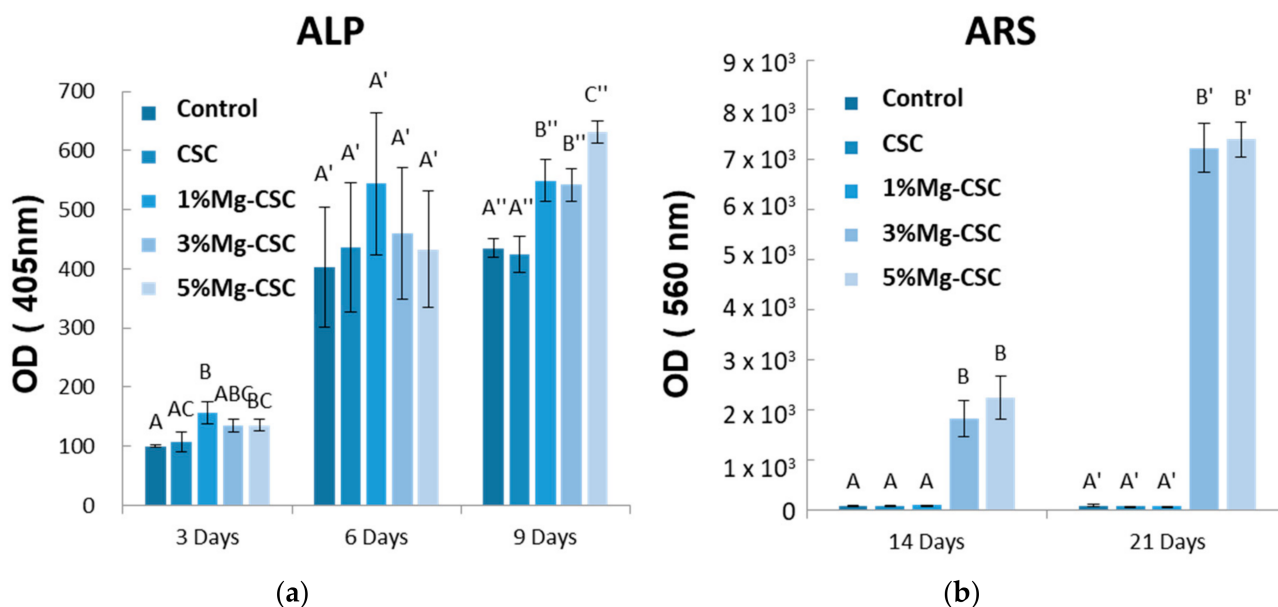 ALP
OD ( 405nm)
700
600
500
400
300
200
100
0
Control
CSC
1%Mg-CSC
3%Mg-CSC
5%Mg-CSC
A AC B ABC BC
A' A' A' A' A'
A'' A'' B'' B'' C''
3 Days 6 Days 9 Days
(a)
ARS
OD ( 560 nm)
9 x 10³
8 x 10³
7 x 10³
6 x 10³
5 x 10³
4 x 10³
3 x 10³
2 x 10³
1 x 10³
0
Control
CSC
1%Mg-CSC
3%Mg-CSC
5%Mg-CSC
A A A B B
A' A' A' B' B'
14 Days 21 Days
(b)